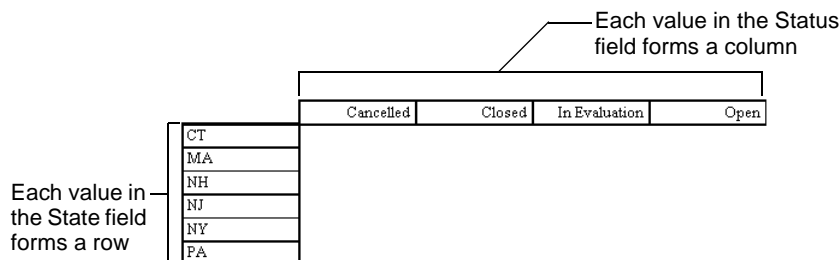 Each value in the Status
field forms a column
Cancelled Closed In Evaluation Open
CT
MA
NH
NJ
NY
PA
Each value in
the State field
forms a row